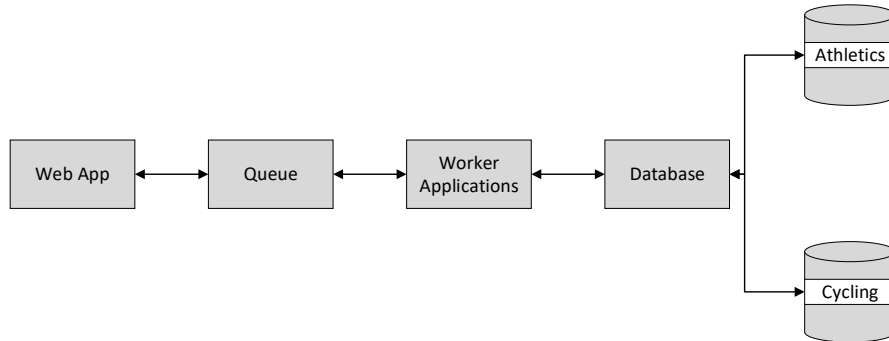 Athletics
Web App
Queue
Worker
Applications
Database
Cycling